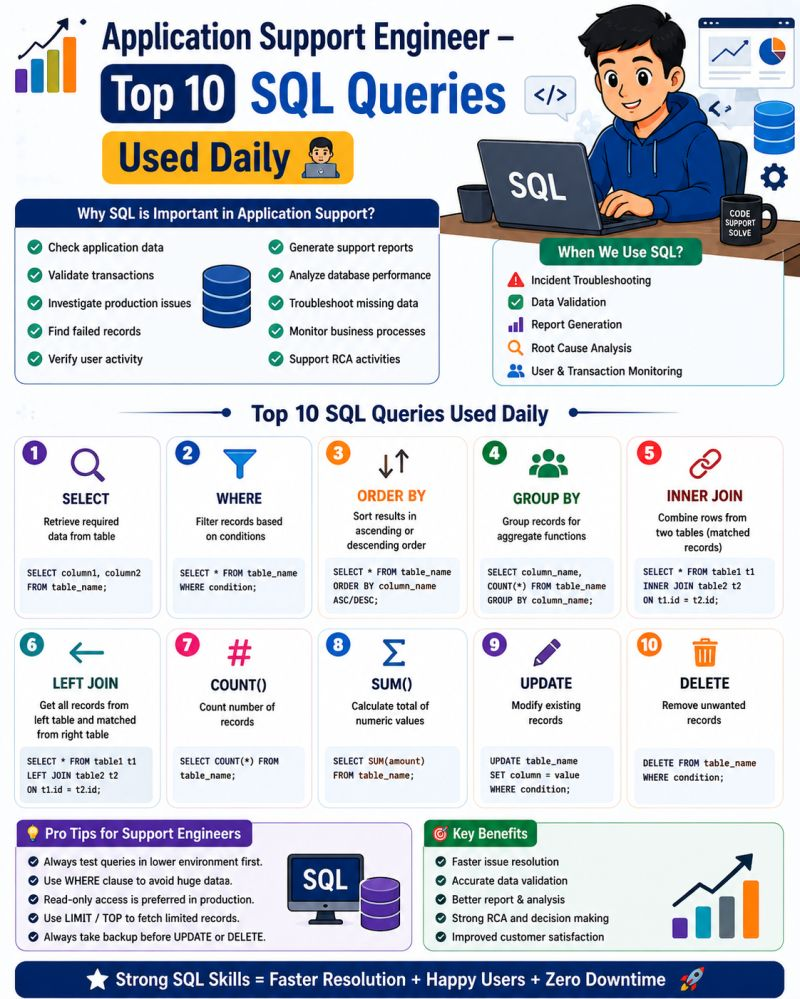 Application Support Engineer –
Top 10 SQL Queries
Used Daily
</>
SQL
CODE
SUPPORT
SOLVE
Why SQL is Important in Application Support?
Check application data
Validate transactions
Investigate production issues
Find failed records
Verify user activity
Generate support reports
Analyze database performance
Troubleshoot missing data
Monitor business processes
Support RCA activities
When We Use SQL?
Incident Troubleshooting
Data Validation
Report Generation
Root Cause Analysis
User & Transaction Monitoring
Top 10 SQL Queries Used Daily
1
SELECT
Retrieve required
data from table
SELECT column1, column2
FROM table_name;
2
WHERE
Filter records based
on conditions
SELECT * FROM table_name
WHERE condition;
3
ORDER BY
Sort results in
ascending or
descending order
SELECT * FROM table_name
ORDER BY column_name
ASC/DESC;
4
GROUP BY
Group records for
aggregate functions
SELECT column_name,
COUNT(*) FROM table_name
GROUP BY column_name;
5
INNER JOIN
Combine rows from
two tables (matched
records)
SELECT * FROM table1 t1
INNER JOIN table2 t2
ON t1.id = t2.id;
6
LEFT JOIN
Get all records from
left table and matched
from right table
SELECT * FROM table1 t1
LEFT JOIN table2 t2
ON t1.id = t2.id;
7
#
COUNT()
Count number of
records
SELECT COUNT(*) FROM
table_name;
8
Σ
SUM()
Calculate total of
numeric values
SELECT SUM(amount)
FROM table_name;
9
UPDATE
Modify existing
records
UPDATE table_name
SET column = value
WHERE condition;
10
DELETE
Remove unwanted
records
DELETE FROM table_name
WHERE condition;
Pro Tips for Support Engineers
Always test queries in lower environment first.
Use WHERE clause to avoid huge dataa.
Read-only access is preferred in production.
Use LIMIT / TOP to fetch limited records.
Always take backup before UPDATE or DELETE.
SQL
Key Benefits
Faster issue resolution
Accurate data validation
Better report & analysis
Strong RCA and decision making
Improved customer satisfaction
Strong SQL Skills = Faster Resolution + Happy Users + Zero Downtime